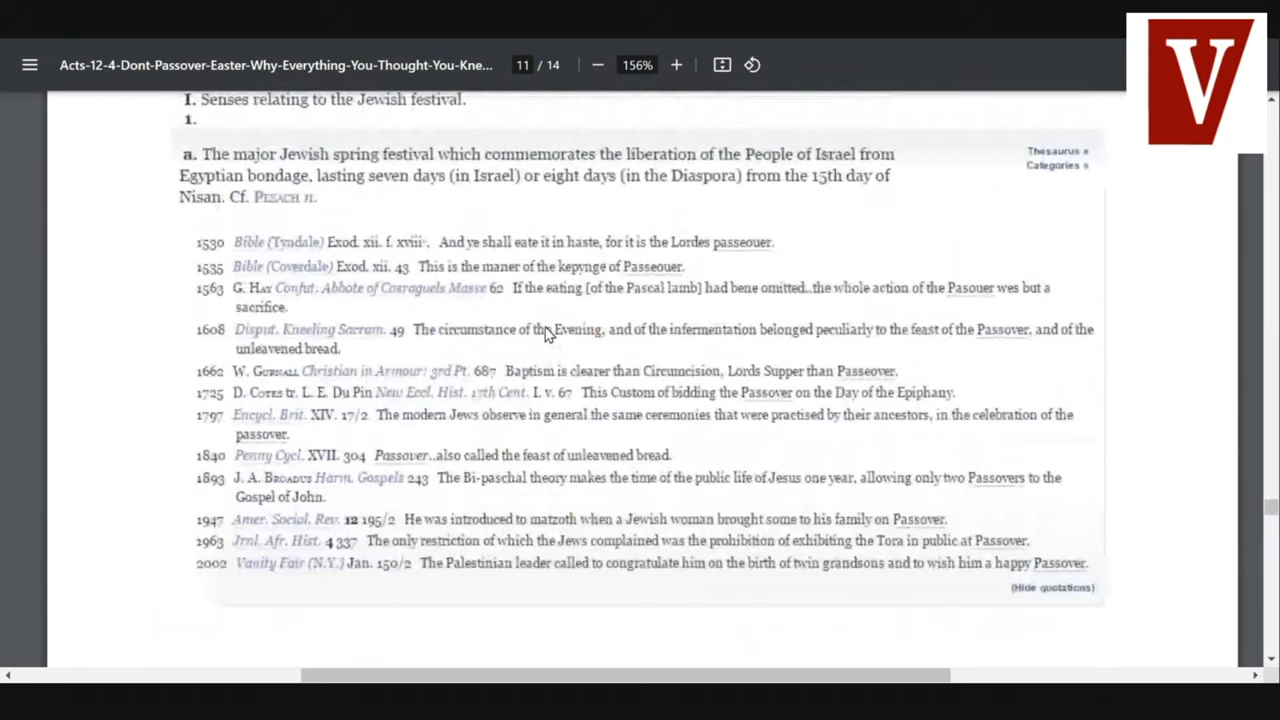 Acts-12-4-Dont-Passover-Easter-Why-Everything-You-Thought-You-Kne... 11 / 14 156%
V
I. Senses relating to the Jewish festival.
1.
a. The major Jewish spring festival which commemorates the liberation of the People of Israel from
Egyptian bondage, lasting seven days (in Israel) or eight days (in the Diaspora) from the 15th day of
Nisan. Cf. PESACH n.
Thesaurus »
Categories »
1530 Bible (Tyndale) Exod. xii. f. xviiiᵛ, And ye shall eate it in haste, for it is the Lordes passeouer.
1535 Bible (Coverdale) Exod. xii. 43 This is the maner of the kepynge of Passeouer.
1563 G. HAY Confut. Abbote of Cosraguels Masse 62 If the eating [of the Pascal lamb] had bene omitted..the whole action of the Pasouer wes but a
sacrifice.
1608 Disput. Kneeling Sacram. 49 The circumstance of the Evening, and of the infermentation belonged peculiarly to the feast of the Passover, and of the
unleavened bread.
1662 W. GURNALL Christian in Armour: 3rd Pt. 687 Baptism is clearer than Circumcision, Lords Supper than Passeover.
1725 D. COTES tr. L. E. Du Pin New Eccl. Hist. 17th Cent. I. v. 67 This Custom of bidding the Passover on the Day of the Epiphany.
1797 Encycl. Brit. XIV. 17/2 The modern Jews observe in general the same ceremonies that were practised by their ancestors, in the celebration of the
passover.
1840 Penny Cycl. XVII. 304 Passover..also called the feast of unleavened bread.
1893 J. A. BROADUS Harm. Gospels 243 The Bi-paschal theory makes the time of the public life of Jesus one year, allowing only two Passovers to the
Gospel of John.
1947 Amer. Social. Rev. 12 195/2 He was introduced to matzoth when a Jewish woman brought some to his family on Passover.
1963 Jrnl. Afr. Hist. 4 337 The only restriction of which the Jews complained was the prohibition of exhibiting the Tora in public at Passover.
2002 Vanity Fair (N.Y.) Jan. 150/2 The Palestinian leader called to congratulate him on the birth of twin grandsons and to wish him a happy Passover.
(Hide quotations)